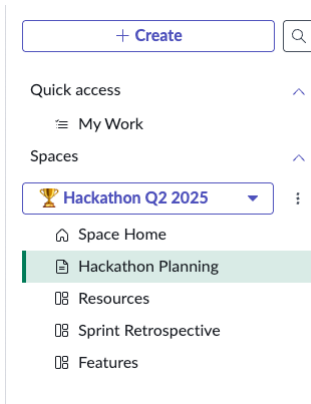 + Create
Quick access
My Work
Spaces
🏆 Hackathon Q2 2025
Space Home
Hackathon Planning
Resources
Sprint Retrospective
Features